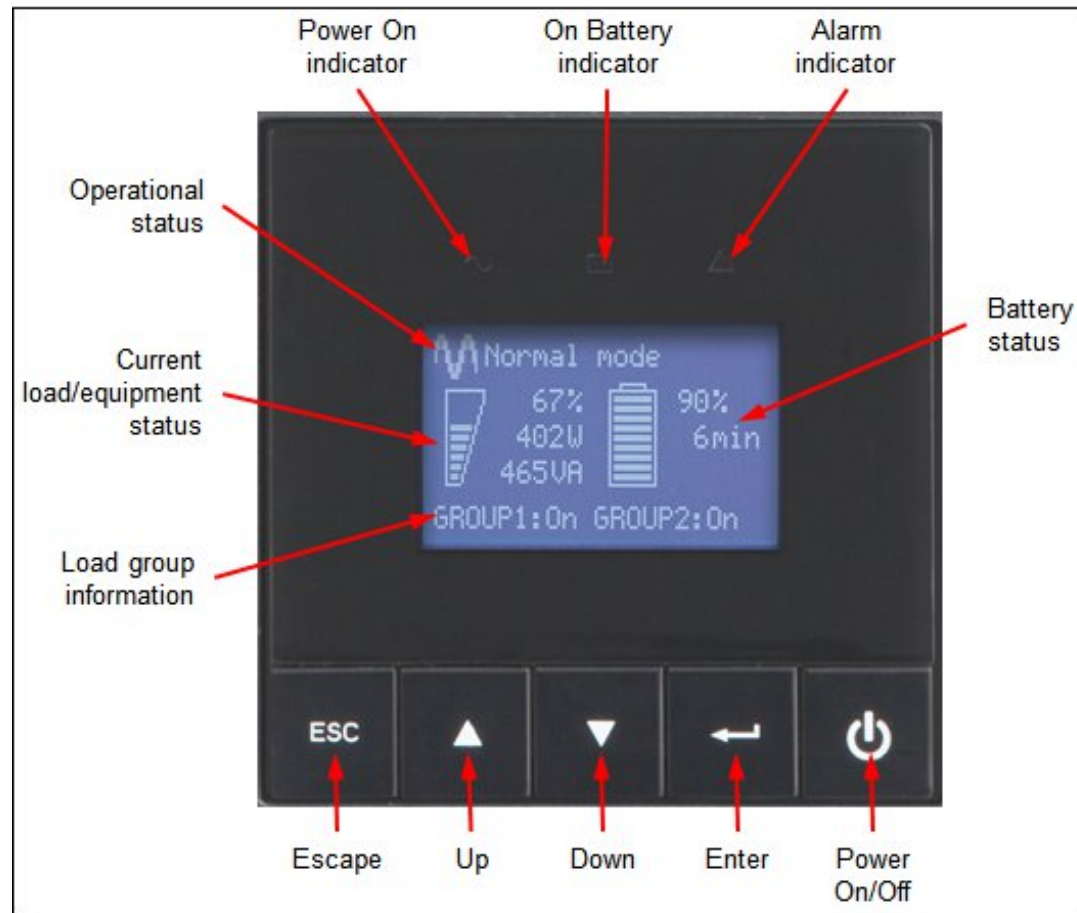 Power On
indicator
On Battery
indicator
Alarm
indicator
Operational
status
Battery
status
Current
load/equipment
status
Load group
information
Normal mode
67%
402W
465VA
90%
6min
GROUP1:On GROUP2:On
ESC
Escape
Up
Down
Enter
Power
On/Off